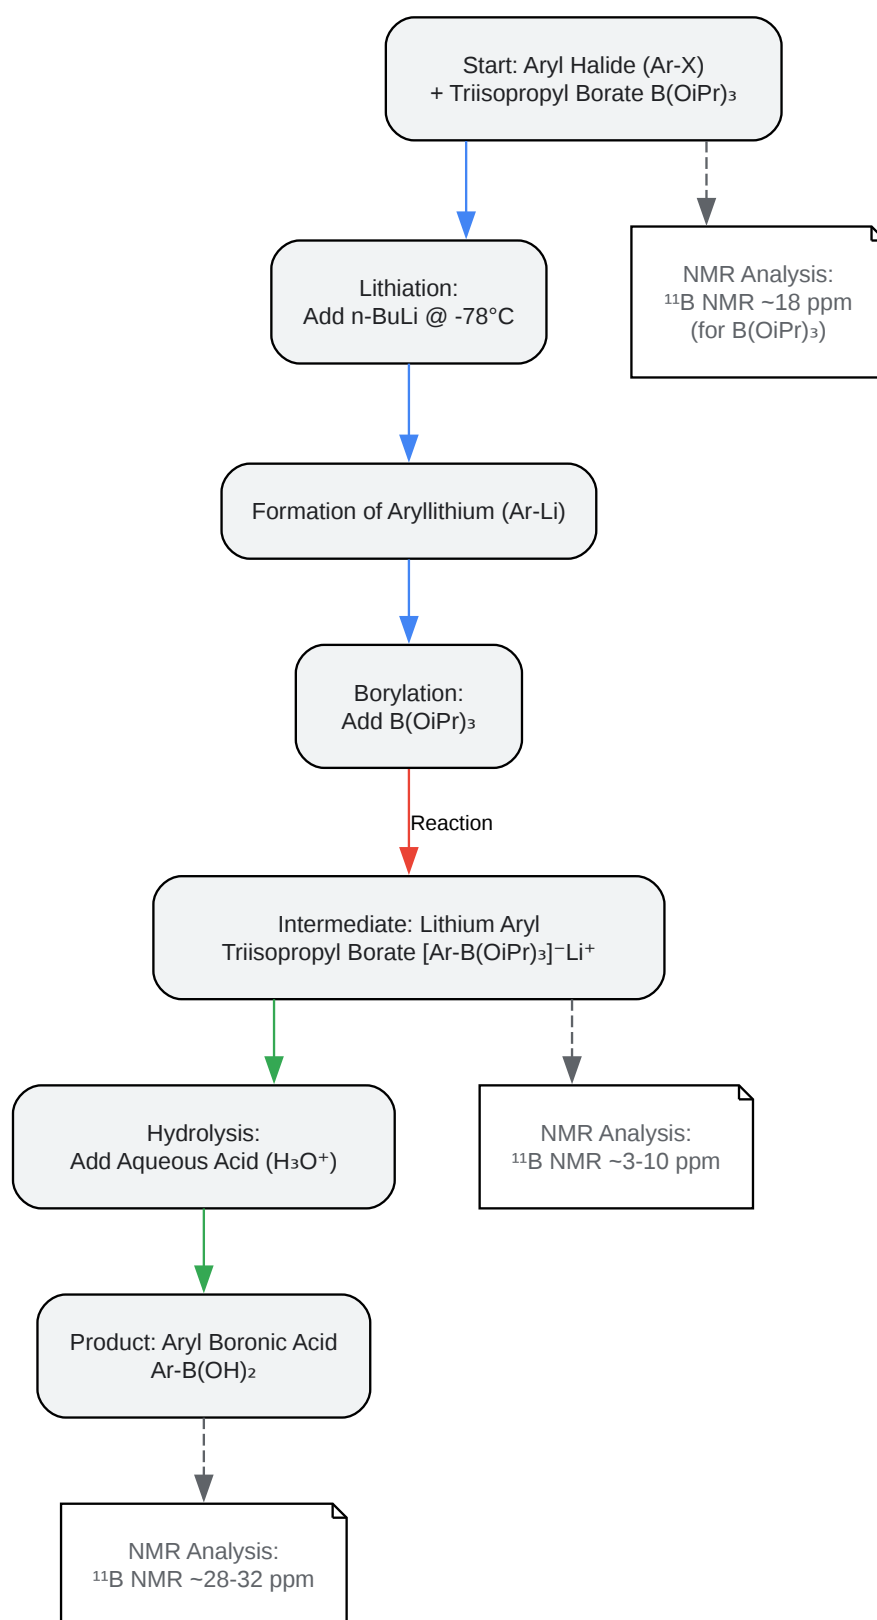 Start: Aryl Halide (Ar-X)
+ Triisopropyl Borate B(OiPr)₃
Lithiation:
Add n-BuLi @ -78°C
NMR Analysis:
¹¹B NMR ~18 ppm
(for B(OiPr)₃)
Formation of Aryllithium (Ar-Li)
Borylation:
Add B(OiPr)₃
Reaction
Intermediate: Lithium Aryl
Triisopropyl Borate [Ar-B(OiPr)₃]⁻Li⁺
Hydrolysis:
Add Aqueous Acid (H₃O⁺)
NMR Analysis:
¹¹B NMR ~3-10 ppm
Product: Aryl Boronic Acid
Ar-B(OH)₂
NMR Analysis:
¹¹B NMR ~28-32 ppm